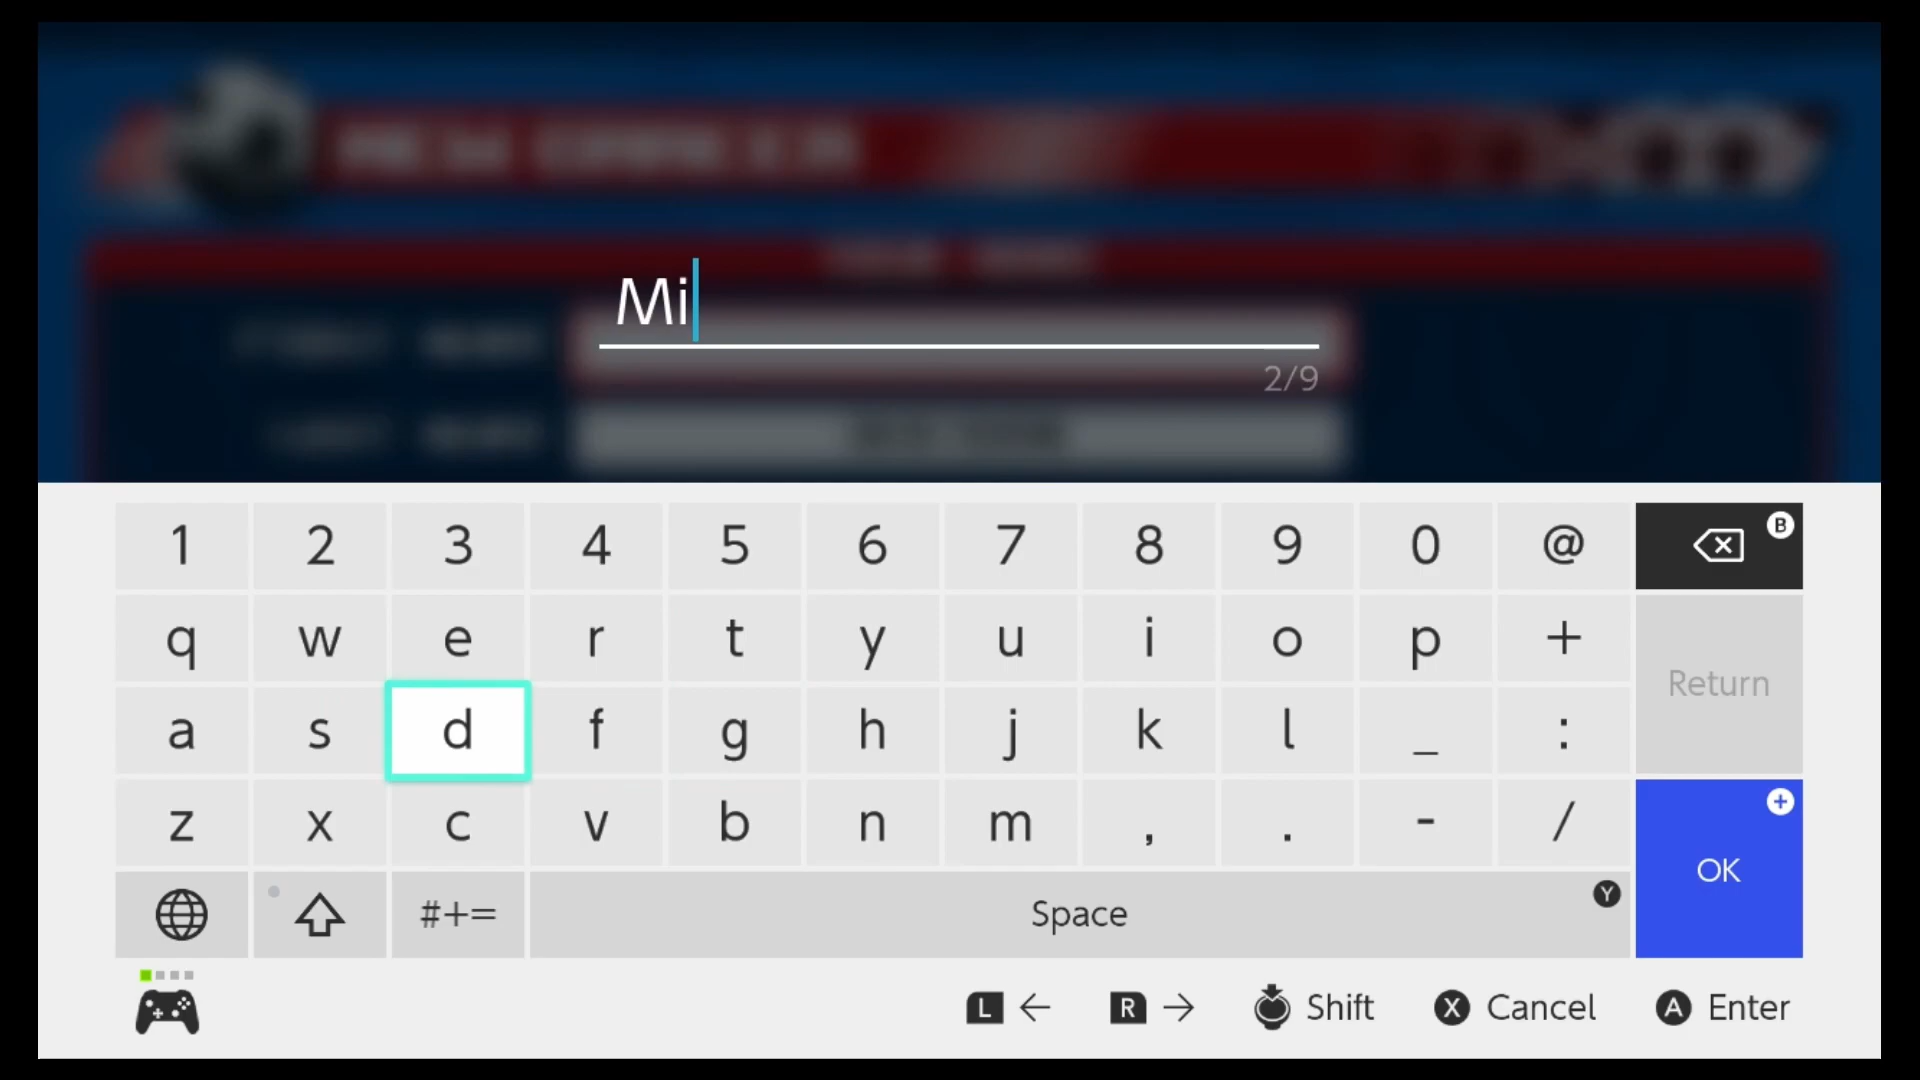 Mi
2/9
1 2 3 4 5 6 7 8 9 0 @ B
q w e r t y u i o p +
Return
a s d f g h j k l _ :
z x c v b n m , . - / +
OK
#+= Space Y
L ← R → Shift X Cancel A Enter